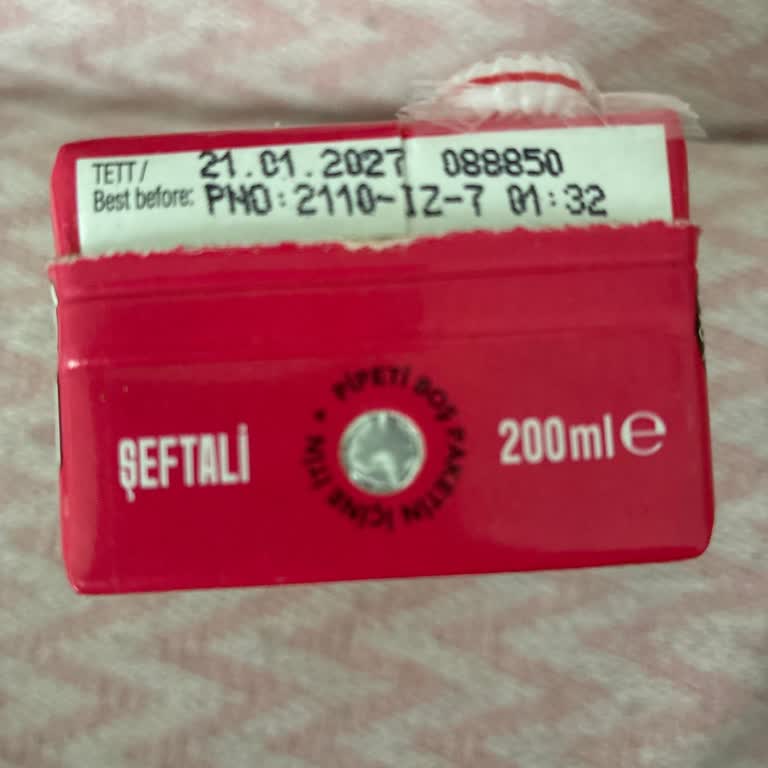 TETT / 21.01.2027 088850
Best before: PNO:2110-IZ-7 01:32
ŞEFTALİ
• PİPETİ BOŞ PAKETİN İÇİNE İTİN
200ml e